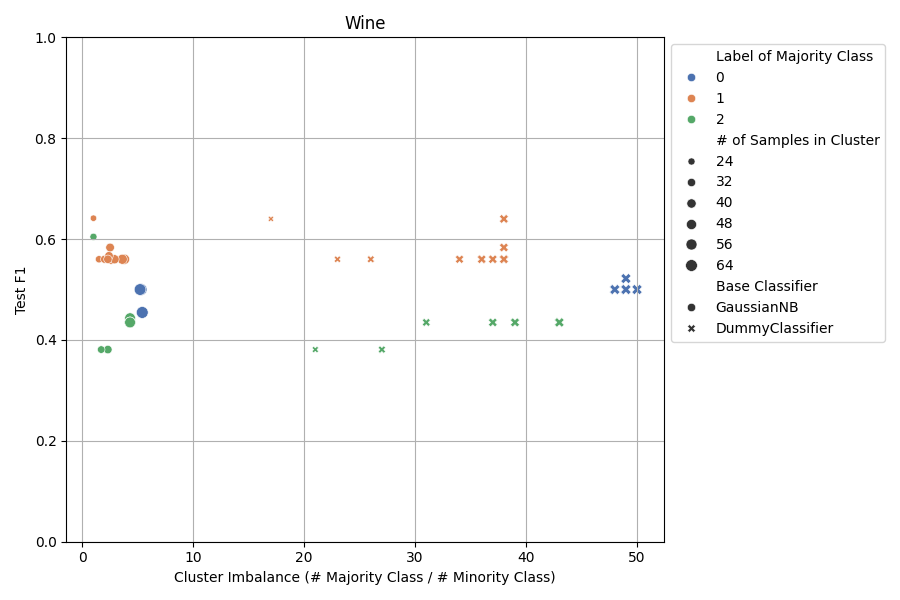 Wine
1.0
0.8
0.6
0.4
0.2
0.0
Test F1
0
10
20
30
40
50
Cluster Imbalance (# Majority Class / # Minority Class)
Label of Majority Class
0
1
2
# of Samples in Cluster
24
32
40
48
56
64
Base Classifier
GaussianNB
DummyClassifier